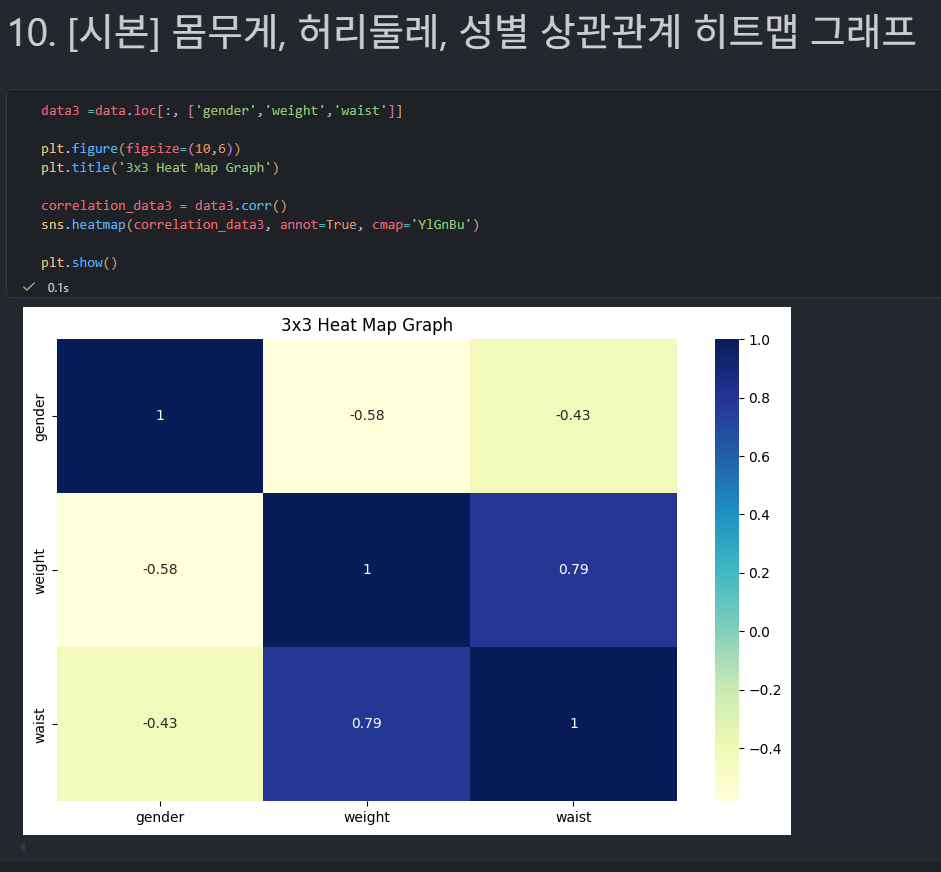 10. [시본] 몸무게, 허리둘레, 성별 상관관계 히트맵 그래프
data3 =data.loc[:, ['gender','weight','waist']]
plt.figure(figsize=(10,6))
plt.title('3x3 Heat Map Graph')
correlation_data3 = data3.corr()
sns.heatmap(correlation_data3, annot=True, cmap='YlGnBu')
plt.show()
0.1s
3x3 Heat Map Graph
gender
1
-0.58
-0.43
weight
-0.58
1
0.79
waist
-0.43
0.79
1
gender
weight
waist
1.0
0.8
0.6
0.4
0.2
0.0
−0.2
−0.4